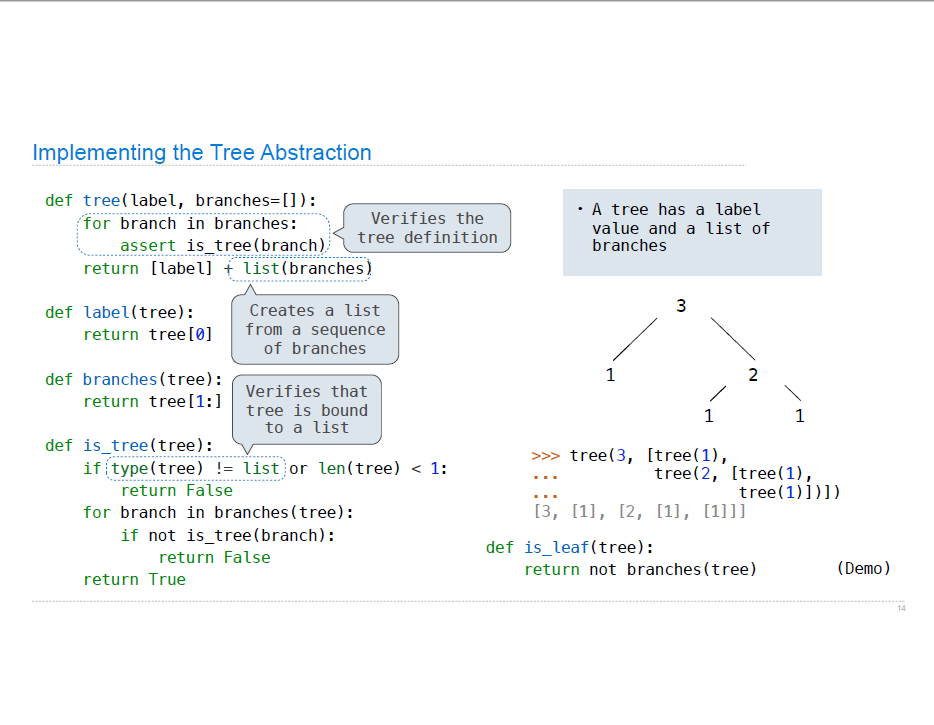 Implementing the Tree Abstraction
def tree(label, branches=[]):
    for branch in branches:
        assert is_tree(branch)
    return [label] + list(branches)
Verifies the
tree definition
Creates a list
from a sequence
of branches
def label(tree):
    return tree[0]
def branches(tree):
    return tree[1:]
Verifies that
tree is bound
to a list
def is_tree(tree):
    if type(tree) != list or len(tree) < 1:
        return False
    for branch in branches(tree):
        if not is_tree(branch):
            return False
    return True
• A tree has a label
value and a list of
branches
3
1 2
1 1
>>> tree(3, [tree(1),
...          tree(2, [tree(1),
...                   tree(1)])])
[3, [1], [2, [1], [1]]]
def is_leaf(tree):
    return not branches(tree)
(Demo)
14